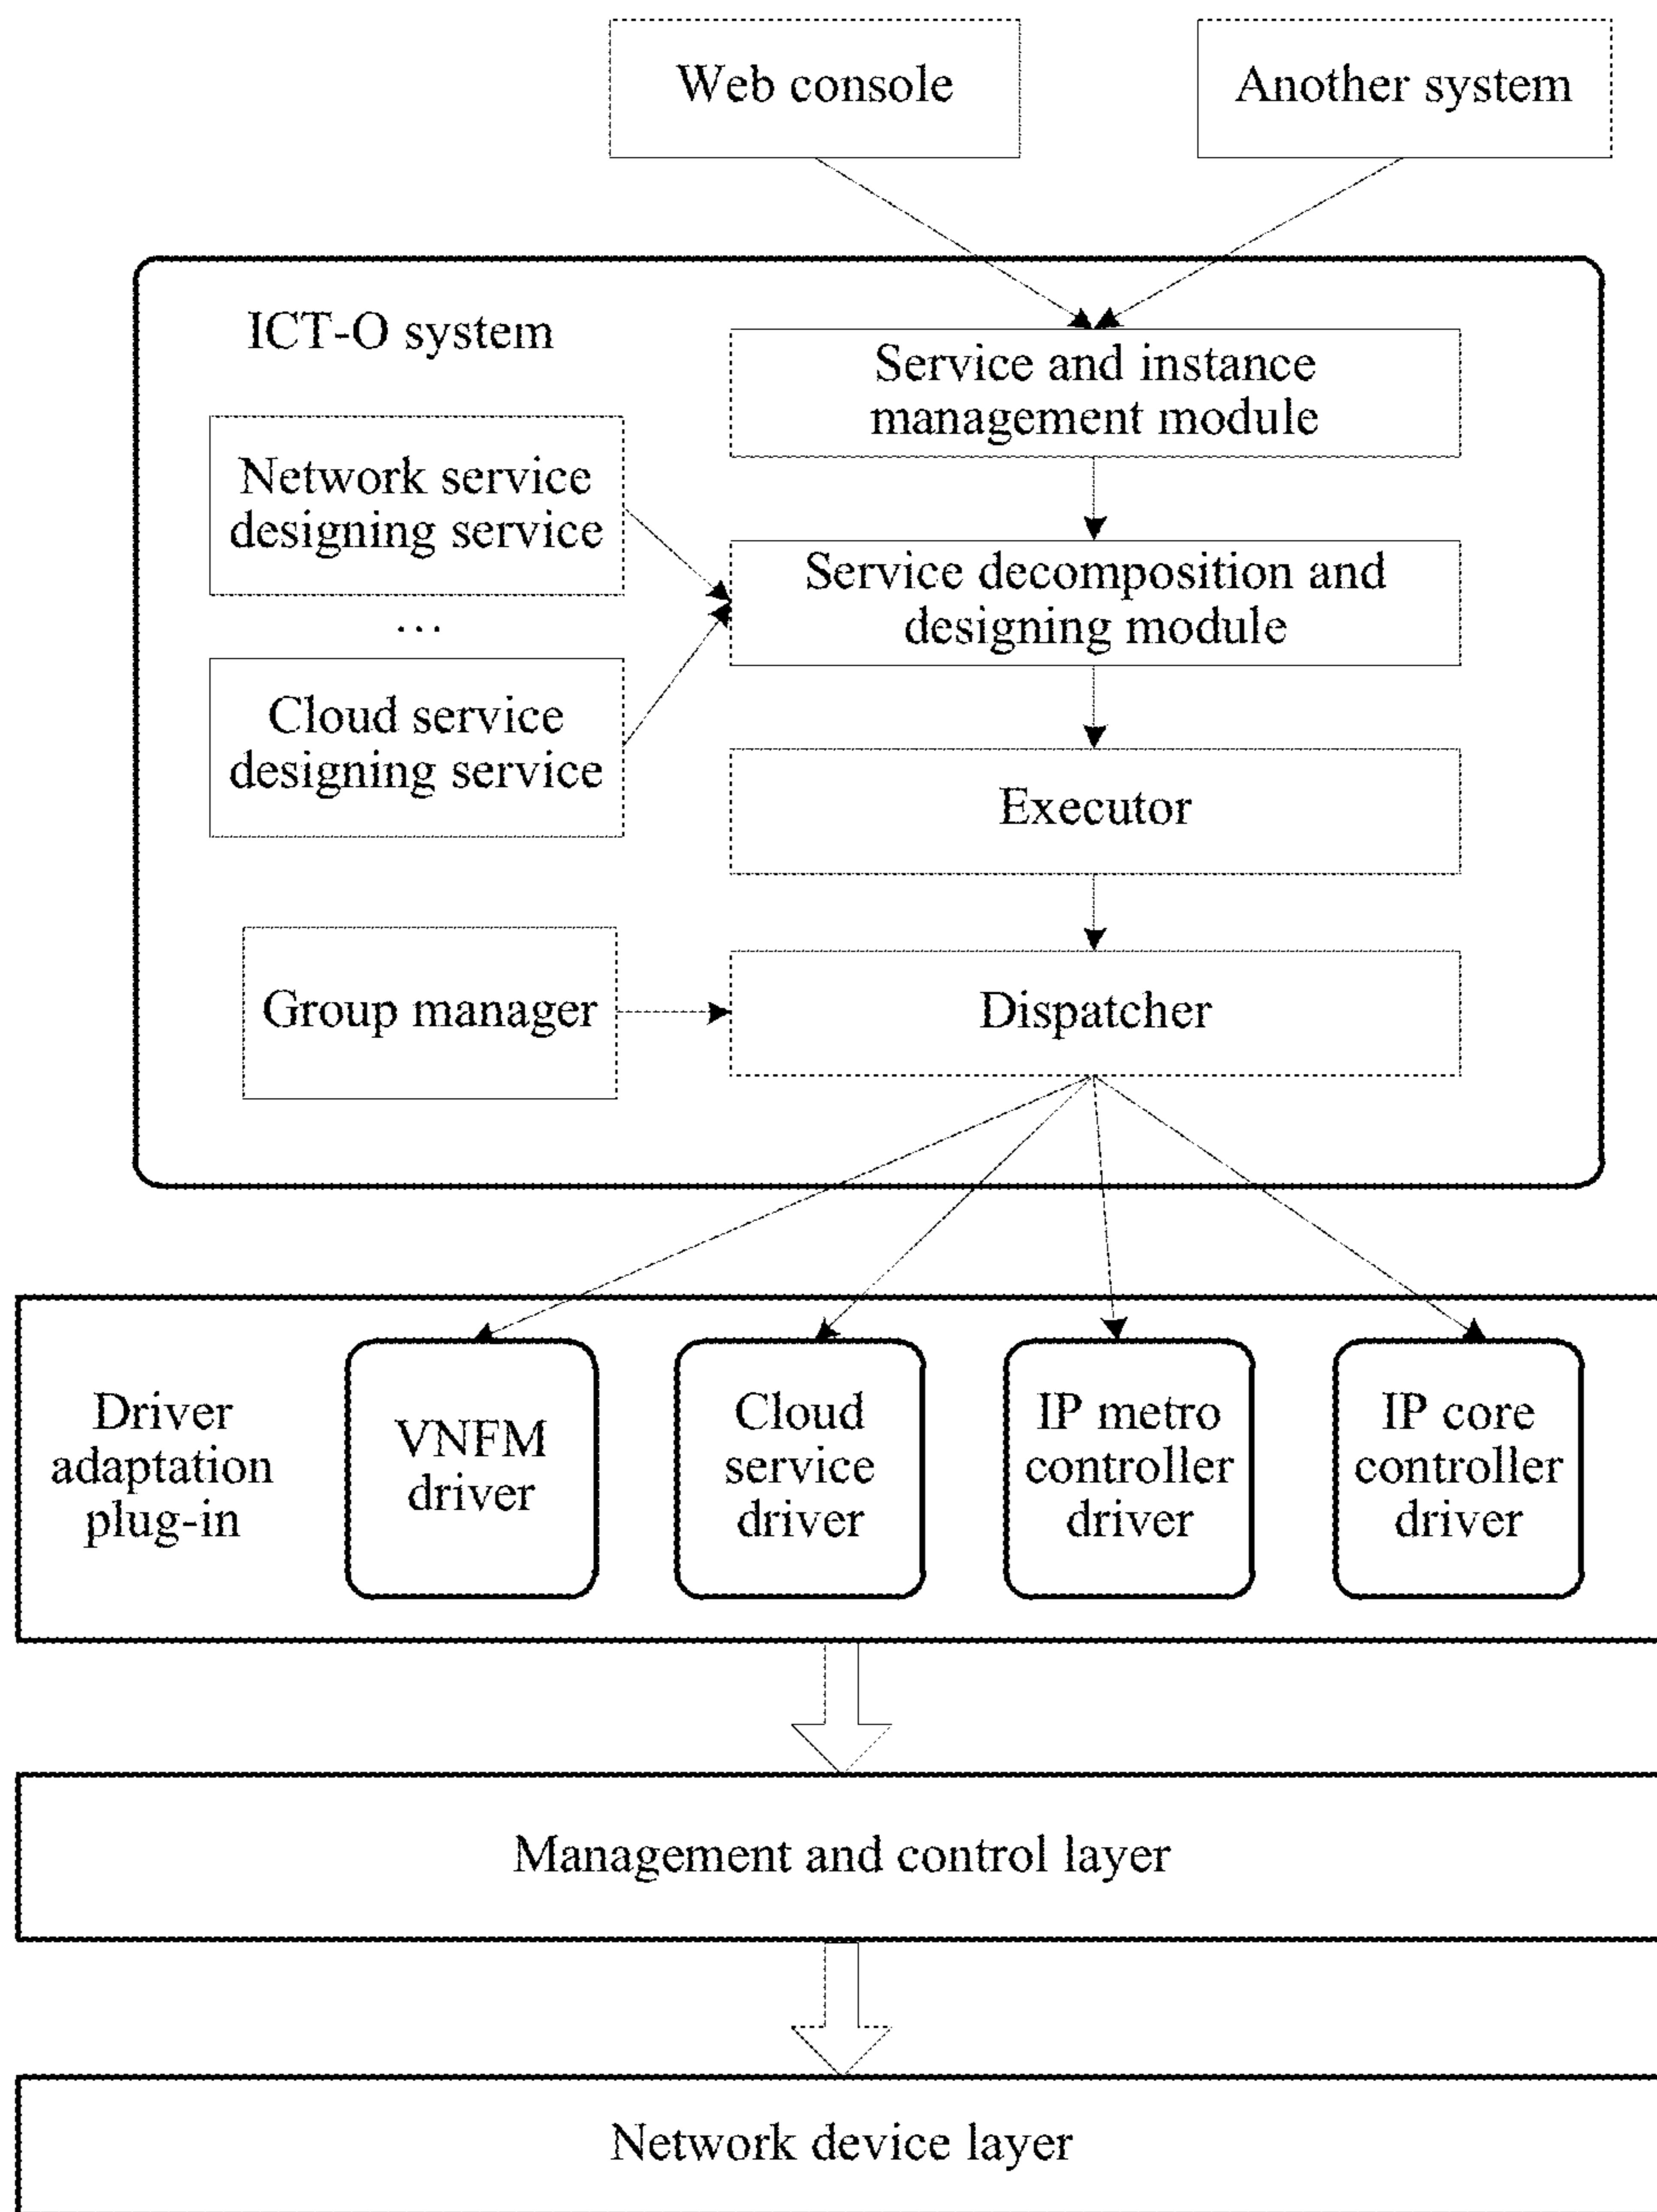 Web console
Another system
ICT-O system
Service and instance
management module
Network service
designing service
...
Cloud service
designing service
Service decomposition and
designing module
Executor
Group manager
Dispatcher
Driver
adaptation
plug-in
VNFM
driver
Cloud
service
driver
IP metro
controller
driver
IP core
controller
driver
Management and control layer
Network device layer